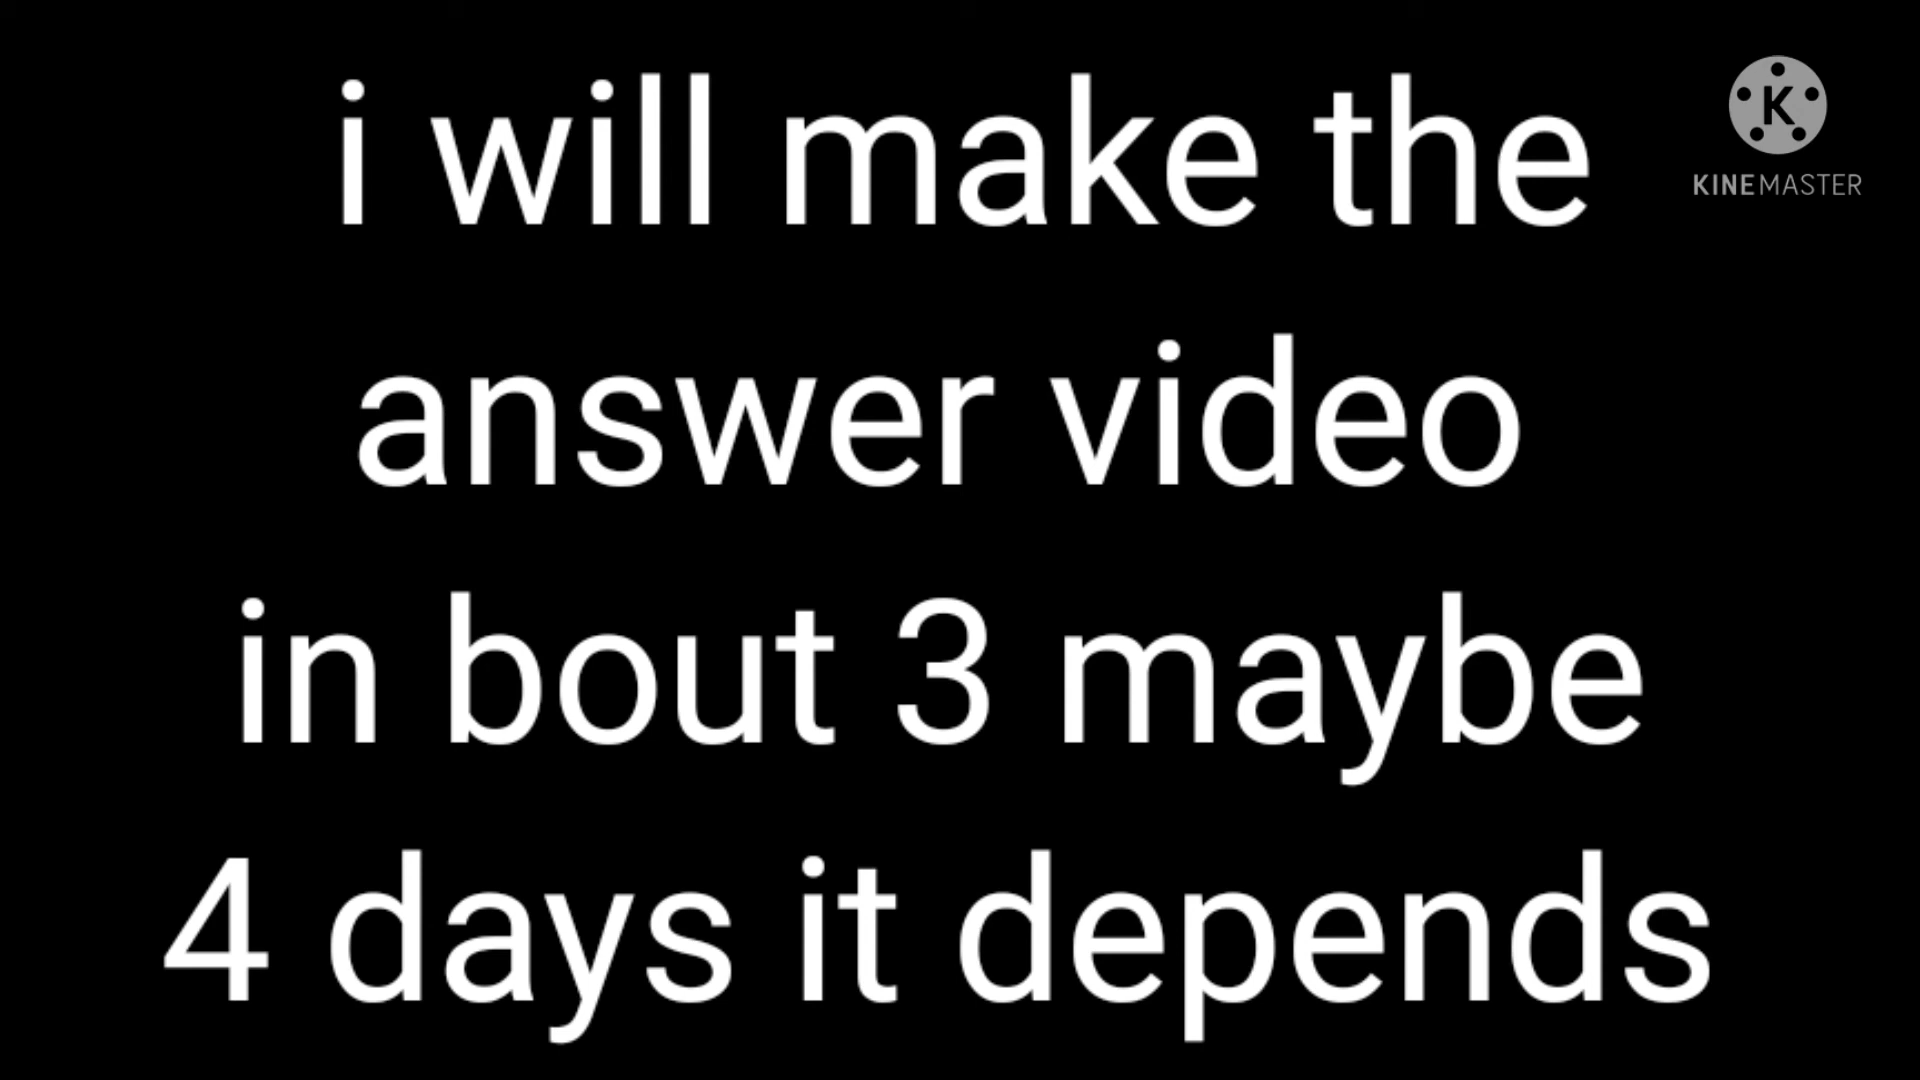 i will make the
K
KINEMASTER
answer video
in bout 3 maybe
4 days it depends